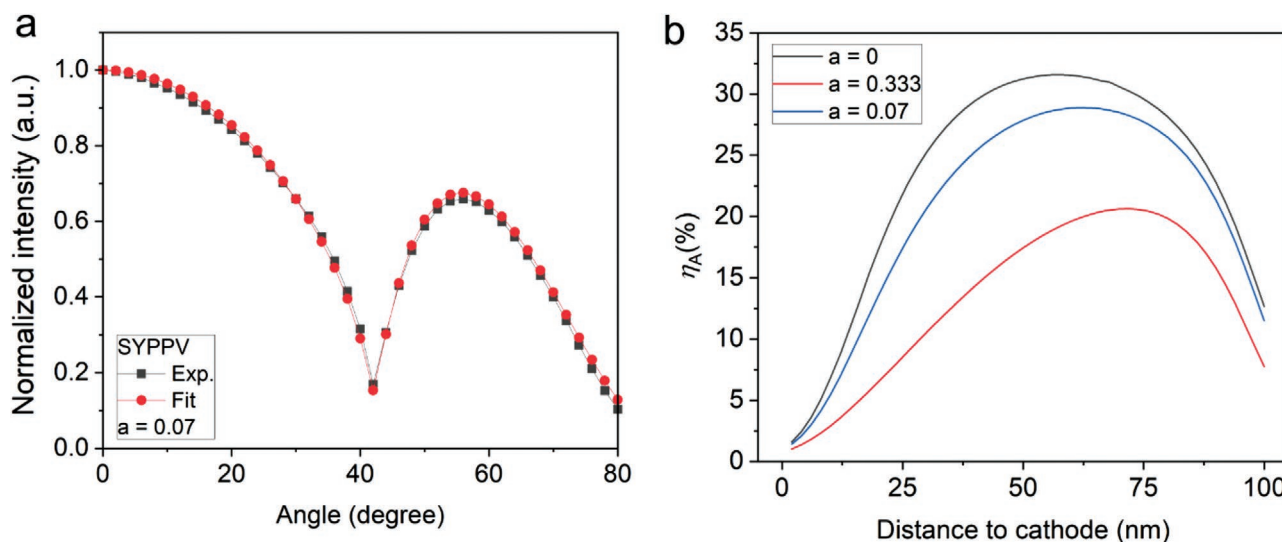 a
Normalized intensity (a.u.)
1.0
0.8
0.6
0.4
0.2
0.0
SYPPV
Exp.
Fit
a = 0.07
0
20
40
60
80
Angle (degree)
b
η_A(%)
35
30
25
20
15
10
5
0
a = 0
a = 0.333
a = 0.07
0
25
50
75
100
Distance to cathode (nm)